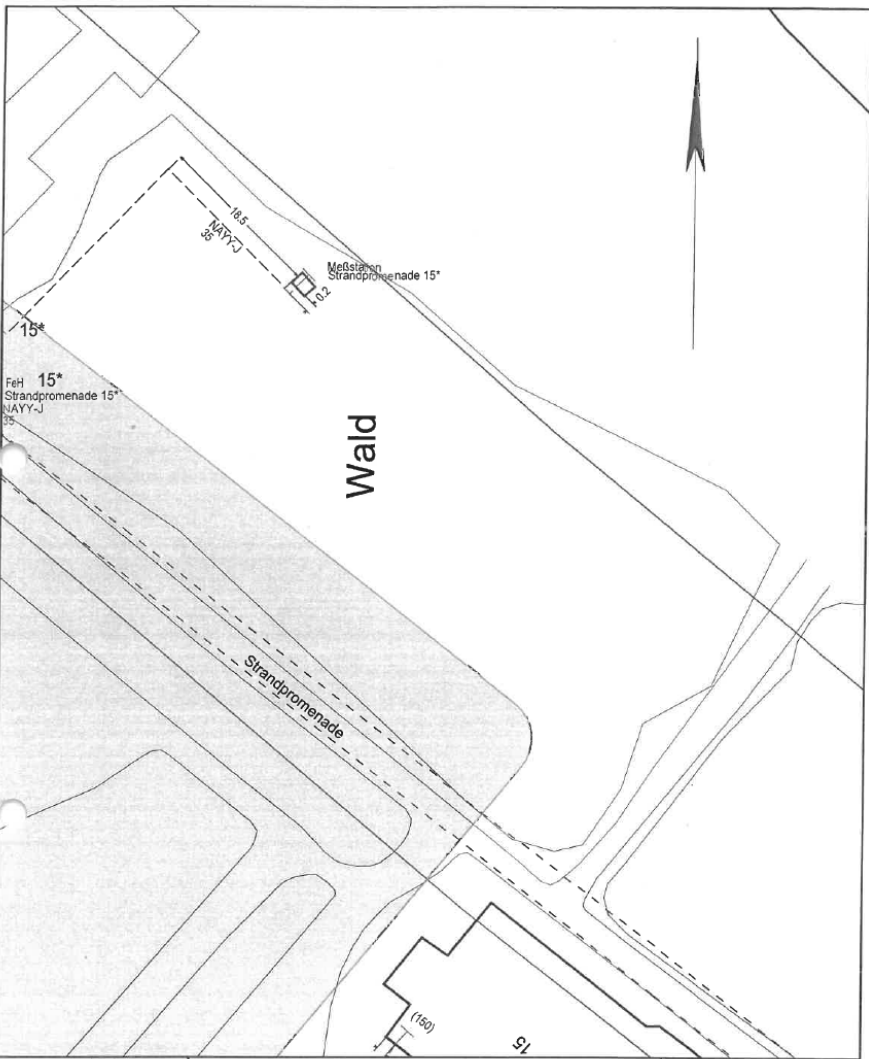 18.5
NAYY-J
35
Meßstation
Strandpromenade 15*
0.2
15*
FeH 15*
Strandpromenade 15*
NAYY-J
35
Wald
Strandpromenade
(150)
15